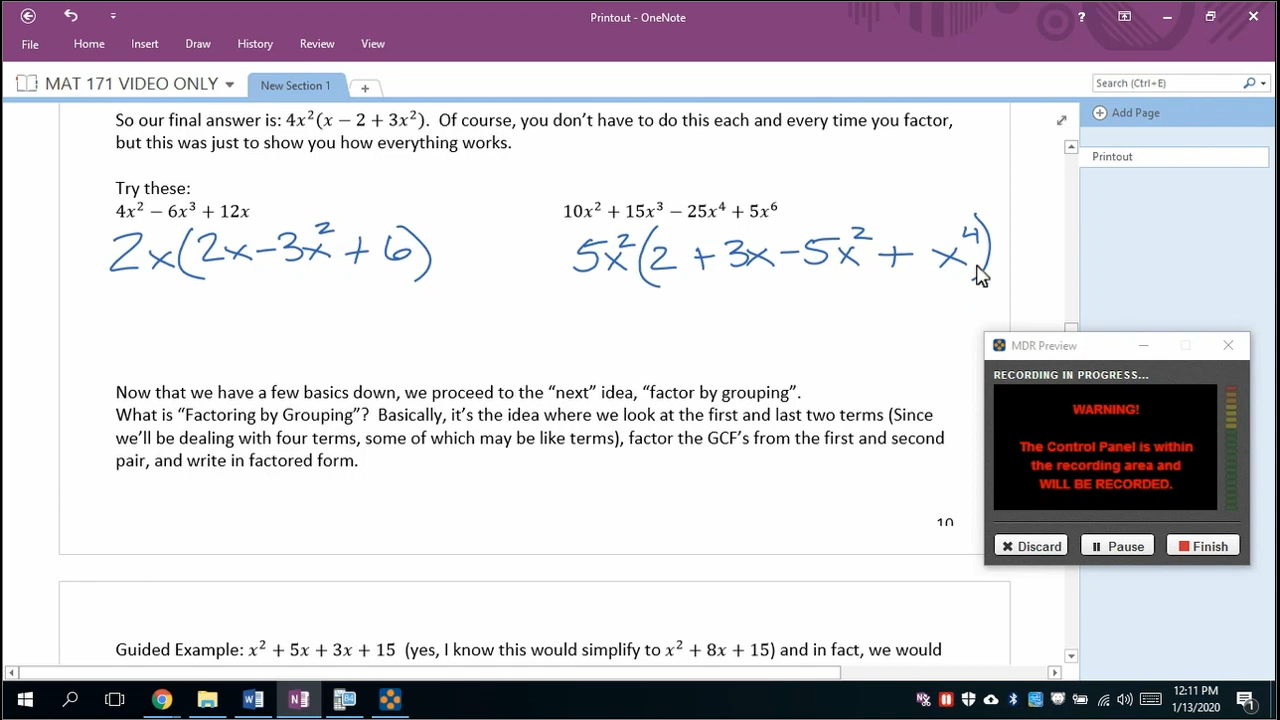 Printout - OneNote
?
File Home Insert Draw History Review View
MAT 171 VIDEO ONLY New Section 1 +
Search (Ctrl+E)
Add Page
Printout
So our final answer is: 4x²(x − 2 + 3x²). Of course, you don't have to do this each and every time you factor,
but this was just to show you how everything works.
Try these:
4x² − 6x³ + 12x 10x² + 15x³ − 25x⁴ + 5x⁶
2x(2x−3x²+6) 5x²(2+3x−5x²+x⁴)
MDR Preview
RECORDING IN PROGRESS...
WARNING!
The Control Panel is within
the recording area and
WILL BE RECORDED.
Discard Pause Finish
Now that we have a few basics down, we proceed to the "next" idea, "factor by grouping".
What is "Factoring by Grouping"? Basically, it's the idea where we look at the first and last two terms (Since
we'll be dealing with four terms, some of which may be like terms), factor the GCF's from the first and second
pair, and write in factored form.
10
Guided Example: x² + 5x + 3x + 15 (yes, I know this would simplify to x² + 8x + 15) and in fact, we would
12:11 PM
1/13/2020
1